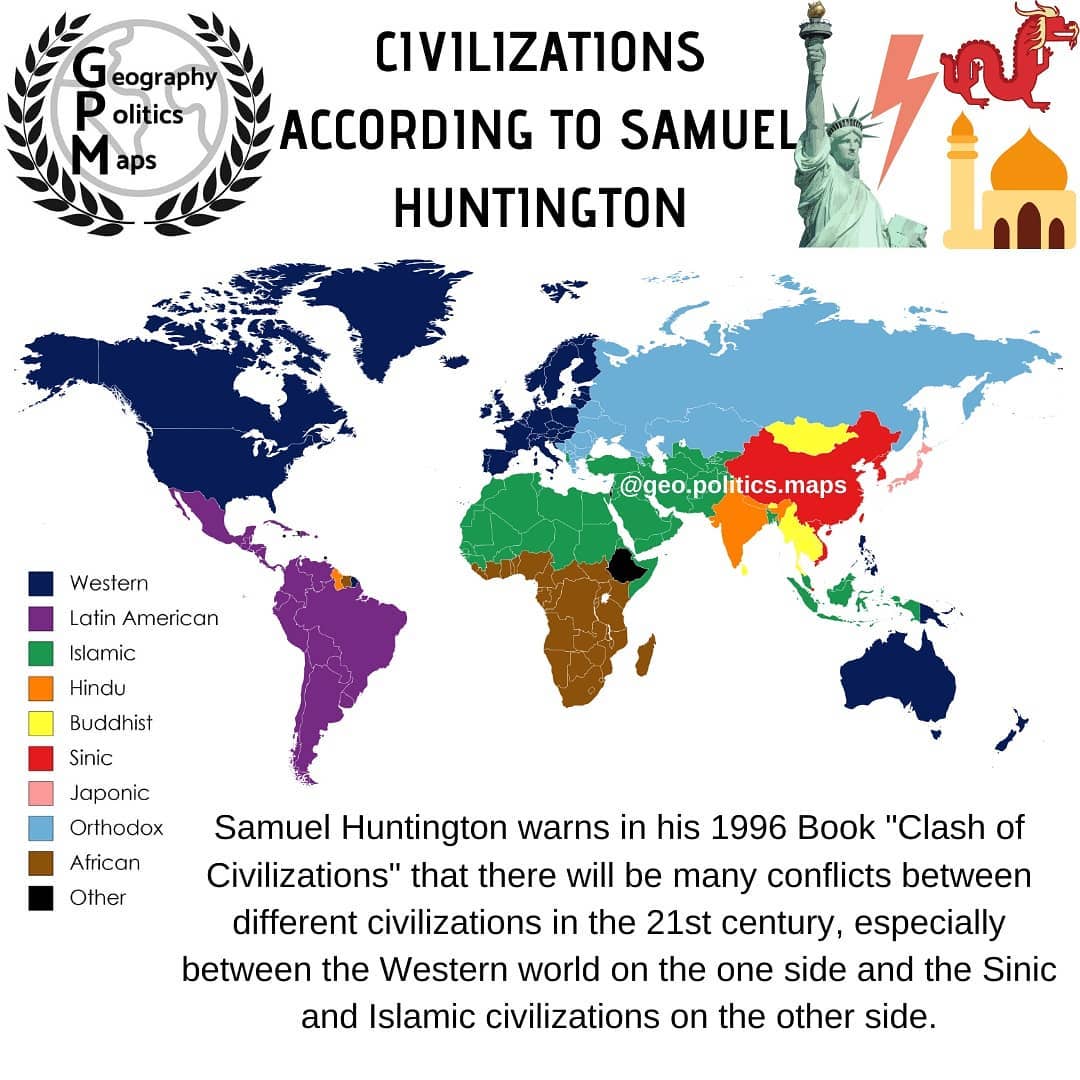 Geography
Politics
Maps
CIVILIZATIONS
ACCORDING TO SAMUEL
HUNTINGTON
@geo.politics.maps
Western
Latin American
Islamic
Hindu
Buddhist
Sinic
Japonic
Orthodox
African
Other
Samuel Huntington warns in his 1996 Book "Clash of
Civilizations" that there will be many conflicts between
different civilizations in the 21st century, especially
between the Western world on the one side and the Sinic
and Islamic civilizations on the other side.